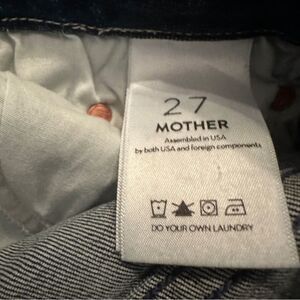 27
MOTHER
Assembled in USA
by both USA and foreign components
DO YOUR OWN LAUNDRY